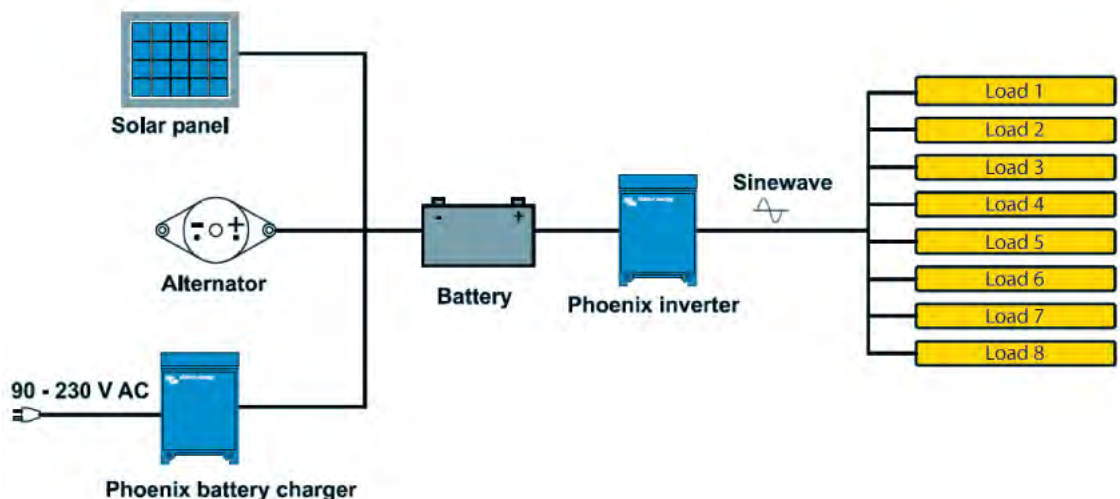 Solar panel
Alternator
90 - 230 V AC
Phoenix battery charger
Battery
Phoenix inverter
Sinewave
Load 1
Load 2
Load 3
Load 4
Load 5
Load 6
Load 7
Load 8